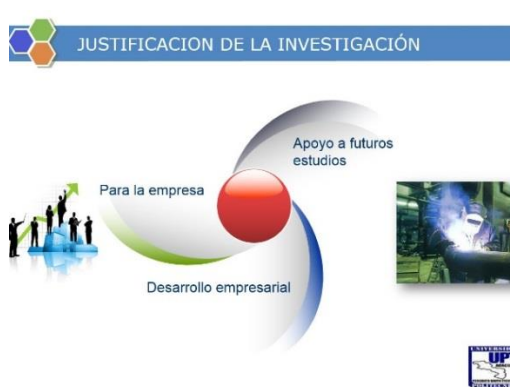 JUSTIFICACION DE LA INVESTIGACIÓN
Apoyo a futuros
estudios
Para la empresa
Desarrollo empresarial
UP